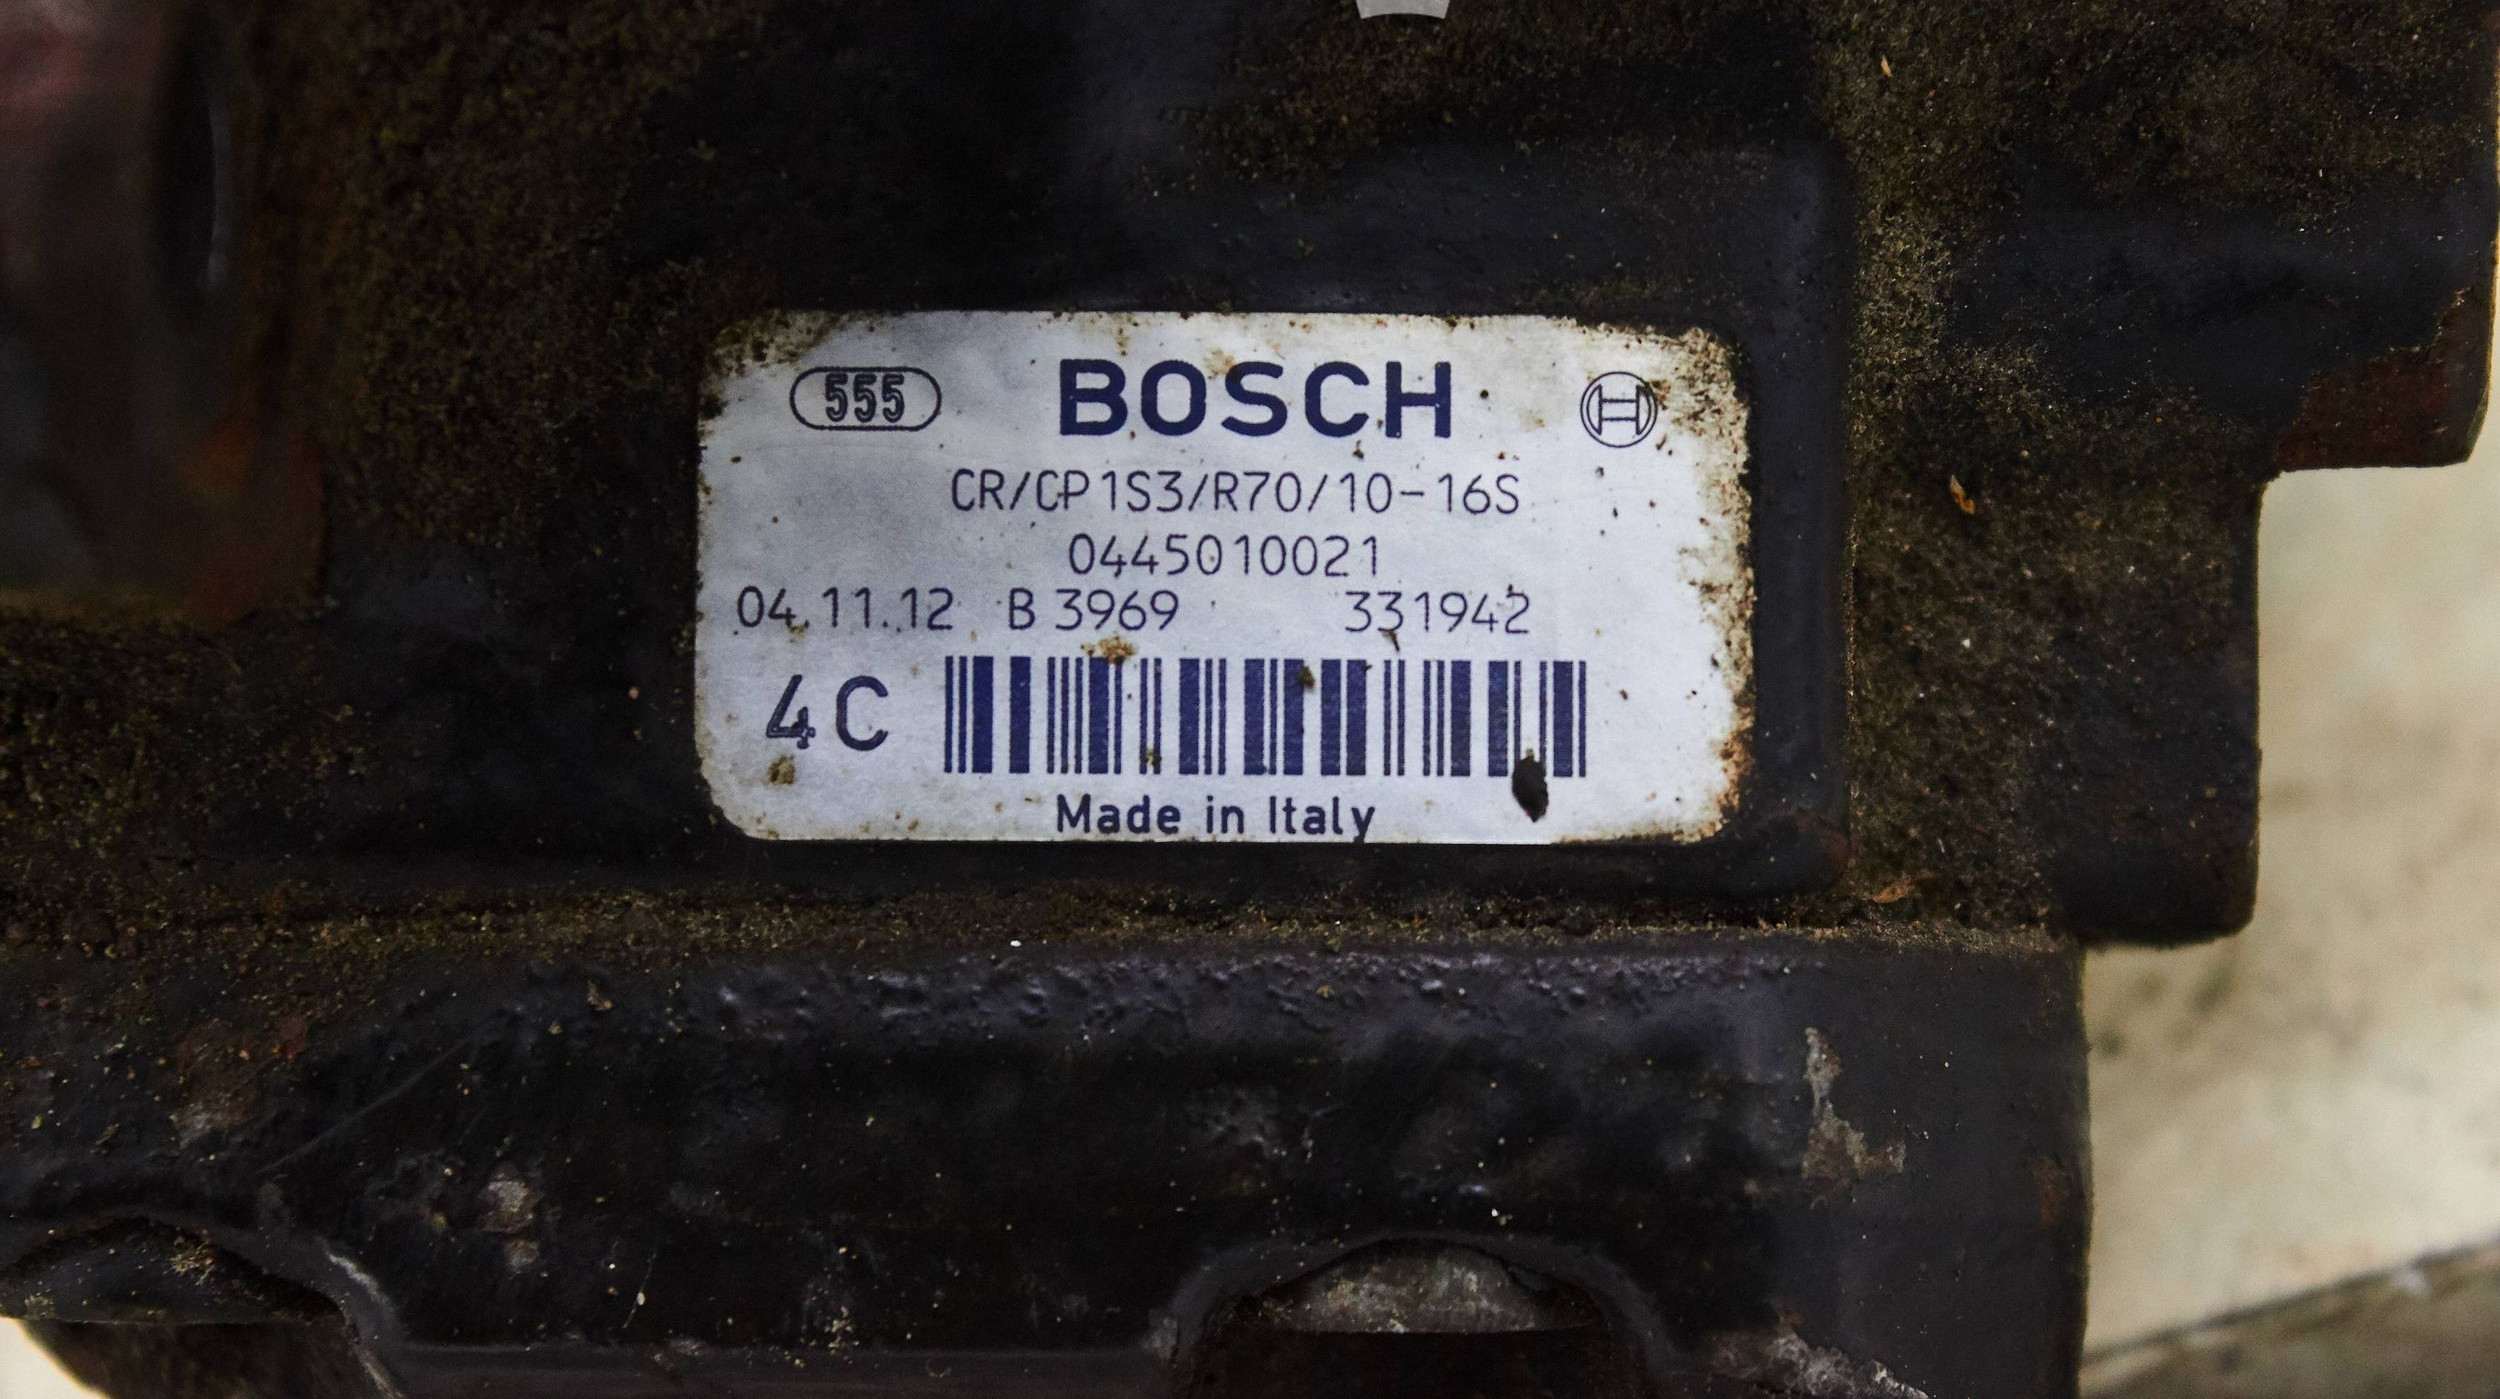 555 BOSCH
CR/CP1S3/R70/10-16S
0445010021
04.11.12 B 3969 331942
4C
Made in Italy